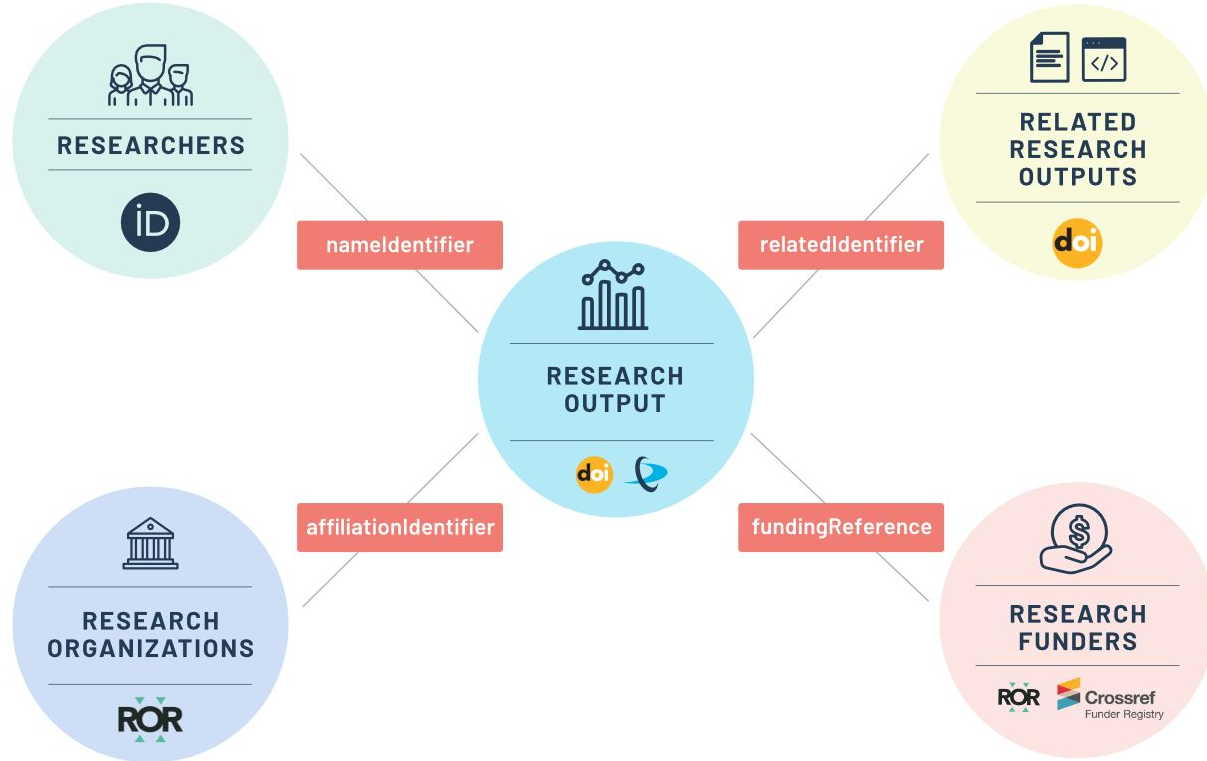 RESEARCHERS
iD
nameIdentifier
</>
RELATED
RESEARCH
OUTPUTS
doi
relatedIdentifier
RESEARCH
OUTPUT
doi
affiliationIdentifier
fundingReference
RESEARCH
ORGANIZATIONS
ROR
$
RESEARCH
FUNDERS
ROR
Crossref
Funder Registry